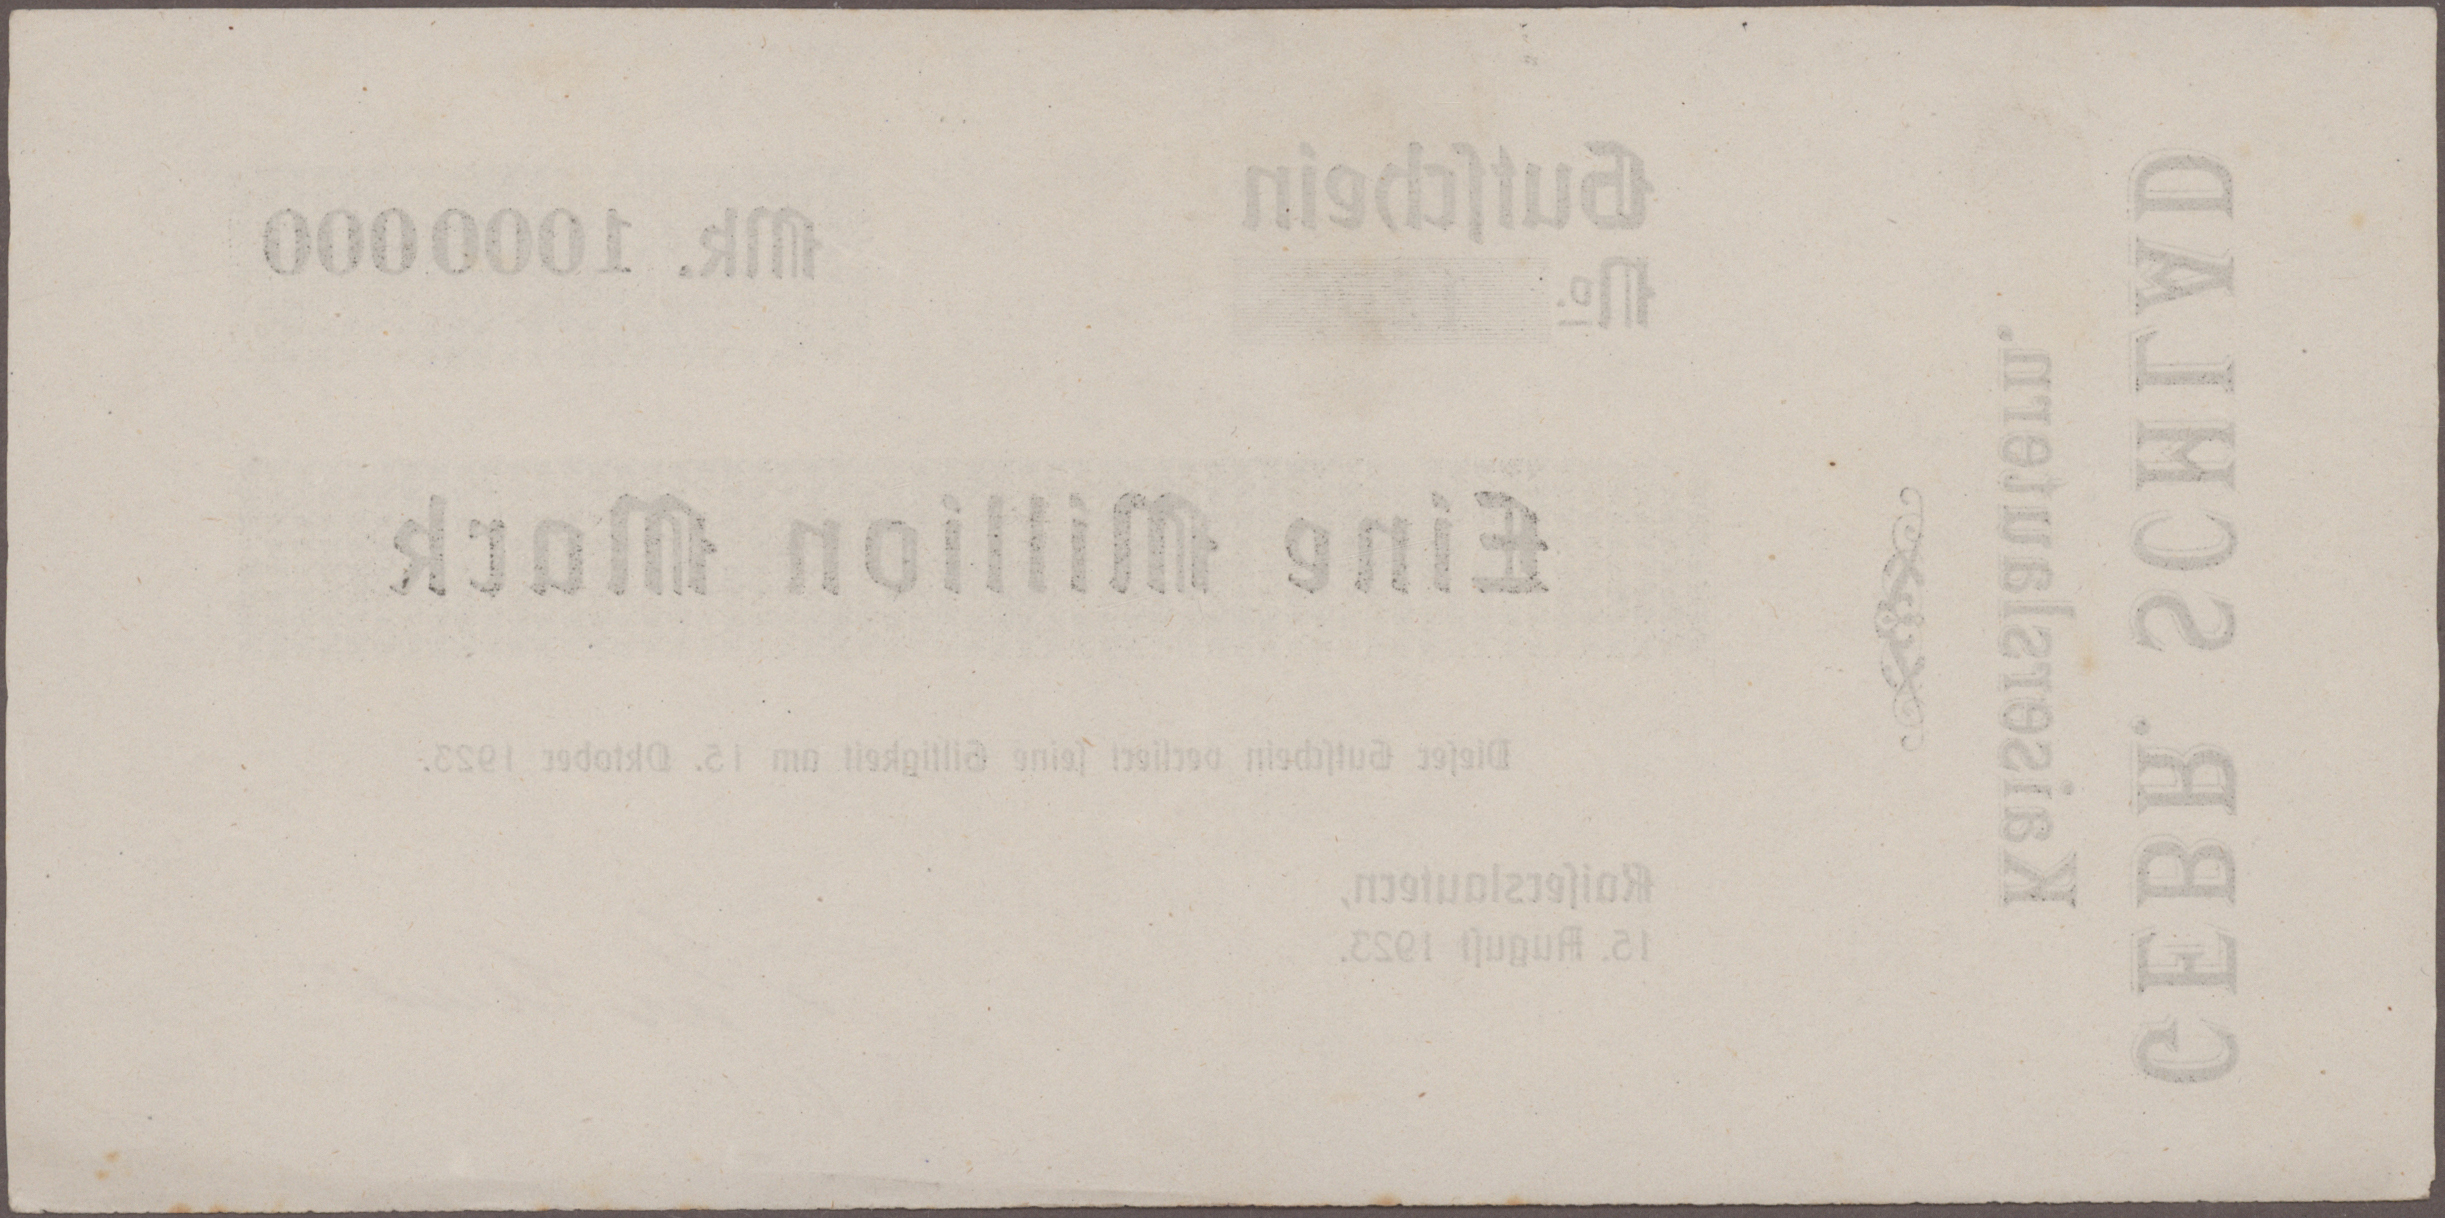 GEBR.
Kaiserslautern.
Gutſchein
No.
Mk. 1000000
Eine Million Mark
Dieſer Gutſchein verliert ſeine Giltigkeit am 15. Oktober 1923.
Kaiſerslautern,
15. Auguſt 1923.